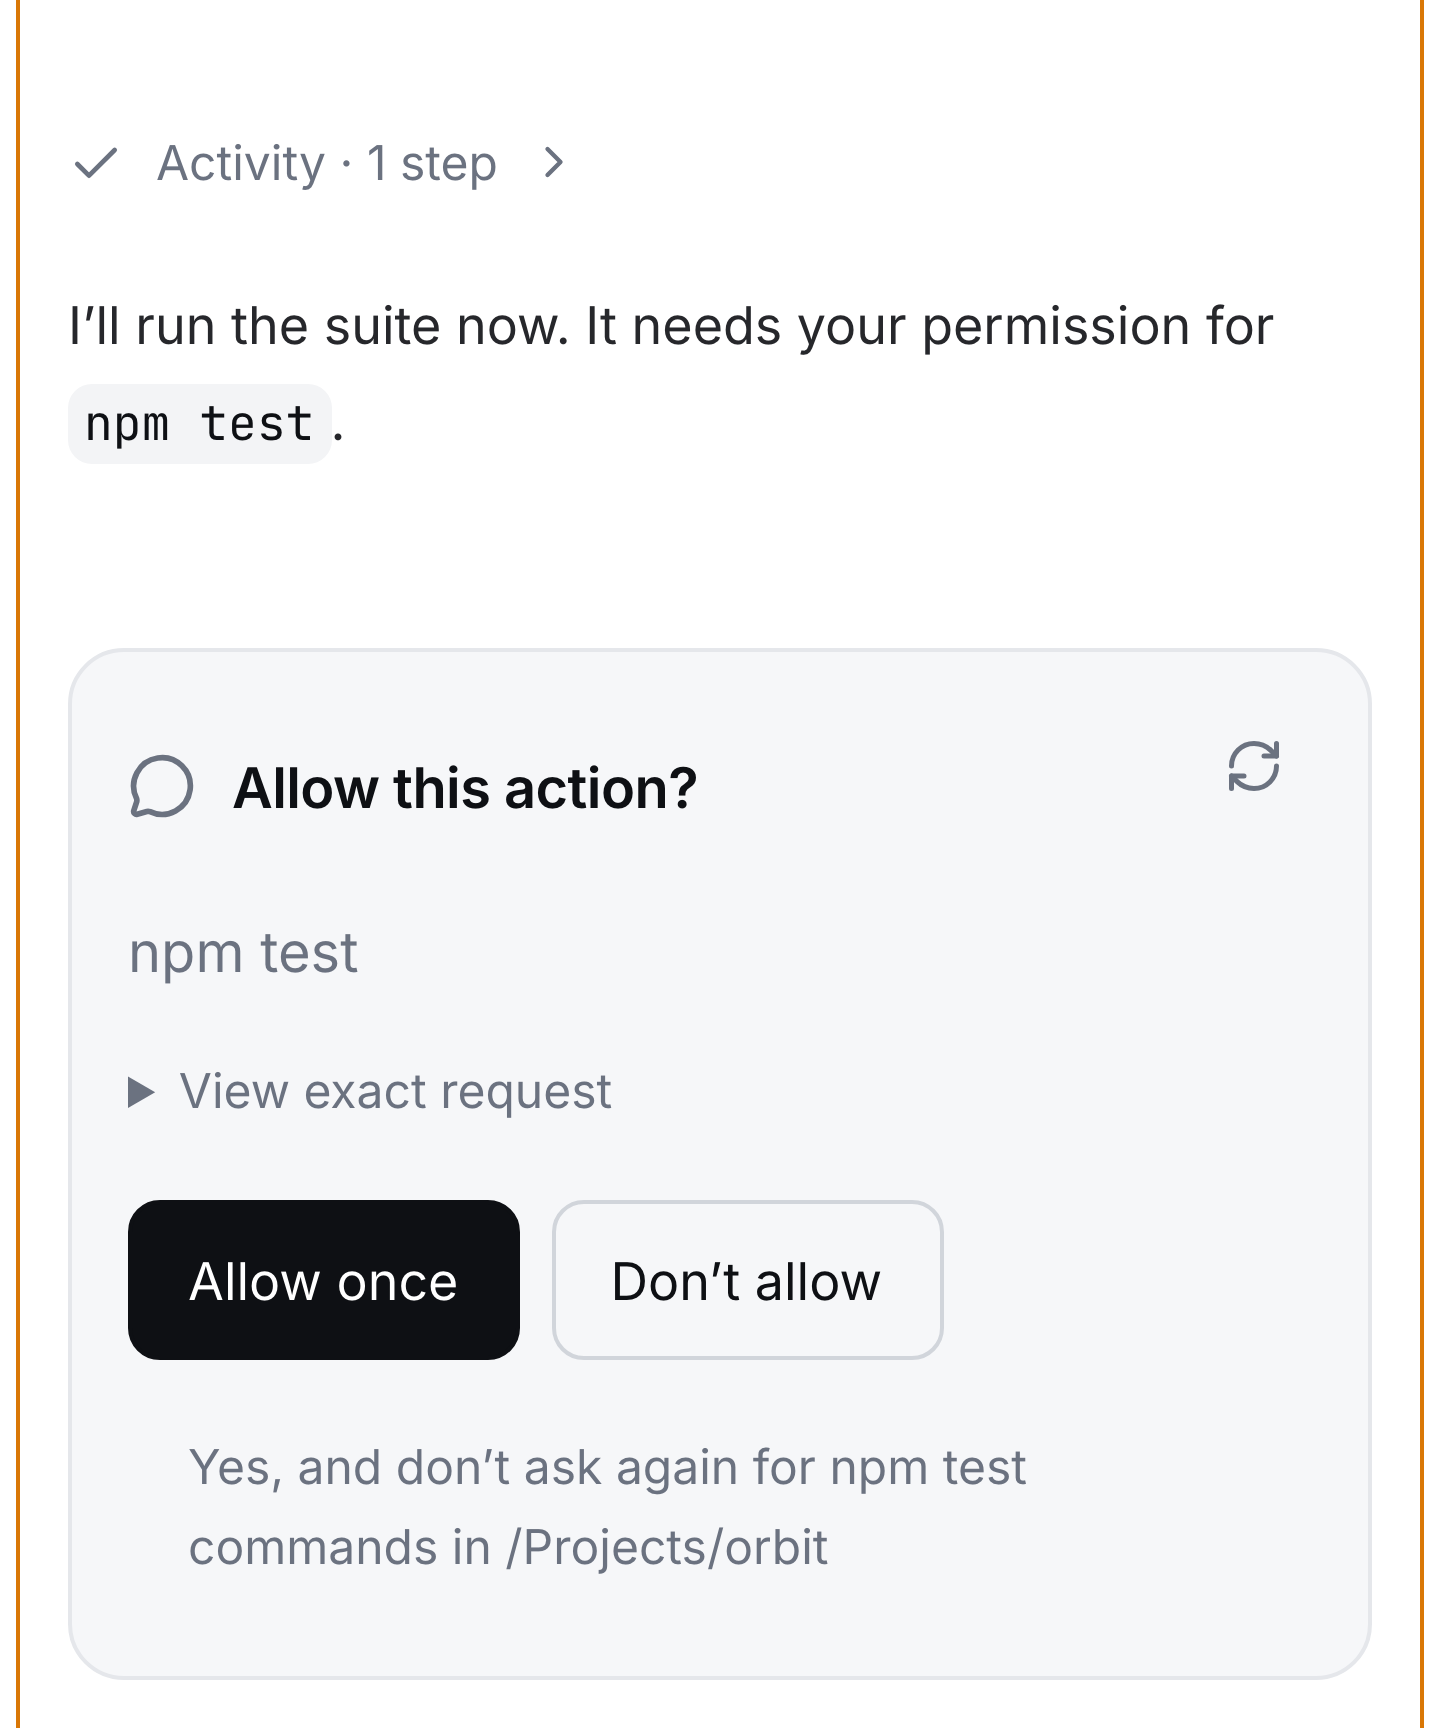 Activity · 1 step
I’ll run the suite now. It needs your permission for
npm test.
Allow this action?
npm test
View exact request
Allow once
Don’t allow
Yes, and don’t ask again for npm test
commands in /Projects/orbit